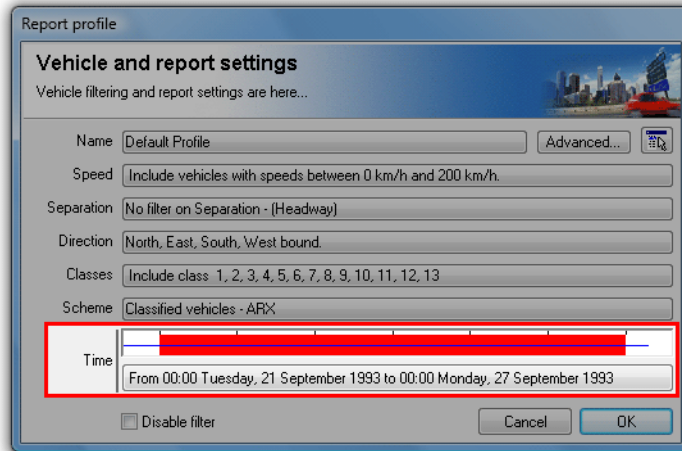 Report profile
Vehicle and report settings
Vehicle filtering and report settings are here...
Name Default Profile Advanced...
Speed Include vehicles with speeds between 0 km/h and 200 km/h.
Separation No filter on Separation - (Headway)
Direction North, East, South, West bound.
Classes Include class 1, 2, 3, 4, 5, 6, 7, 8, 9, 10, 11, 12, 13
Scheme Classified vehicles - ARX
Time
From 00:00 Tuesday, 21 September 1993 to 00:00 Monday, 27 September 1993
Disable filter Cancel OK